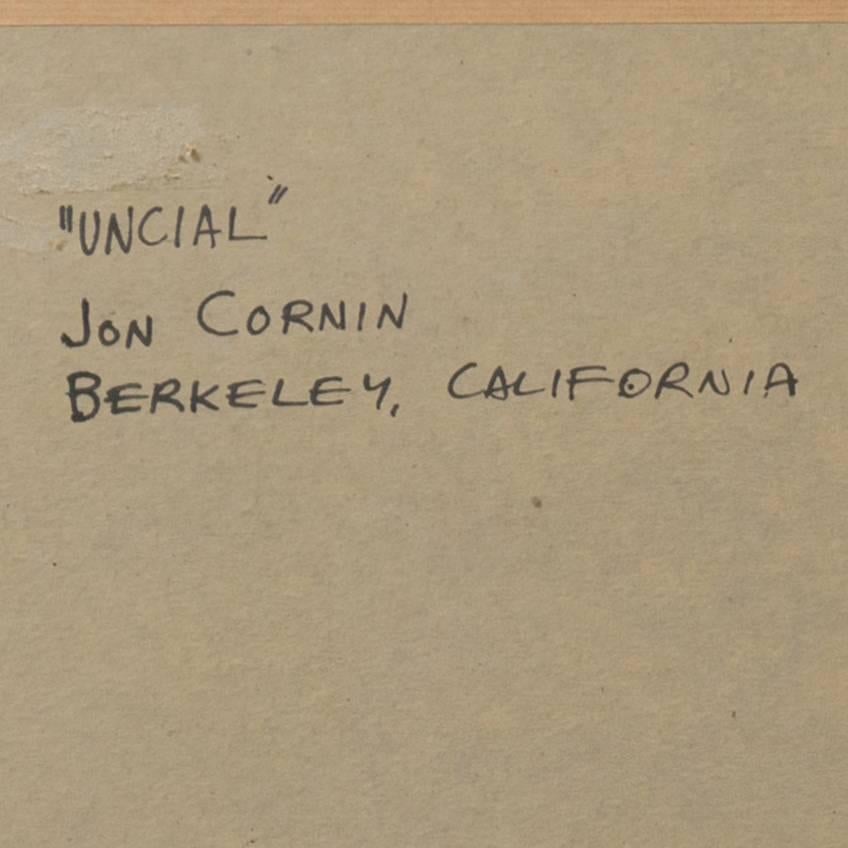 "UNCIAL"
JON CORNIN
BERKELEY, CALIFORNIA